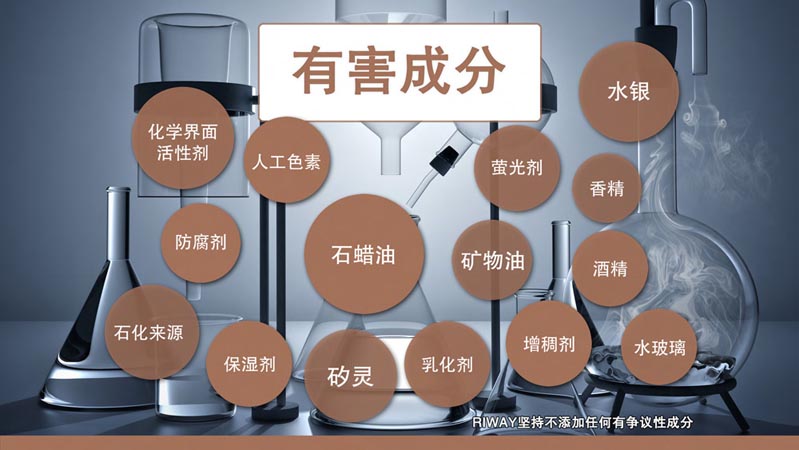 有害成分
水银
化学界面
活性剂
人工色素
萤光剂
香精
防腐剂
石蜡油
矿物油
酒精
石化来源
保湿剂
矽灵
乳化剂
增稠剂
水玻璃
RIWAY坚持不添加任何有争议性成分